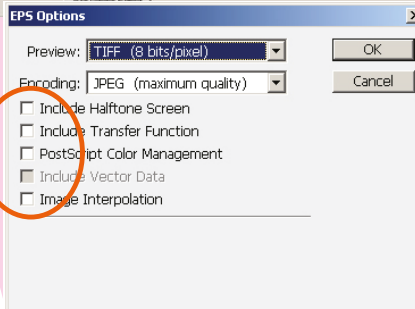 EPS Options
Preview: TIFF (8 bits/pixel) OK
Encoding: JPEG (maximum quality) Cancel
Include Halftone Screen
Include Transfer Function
PostScript Color Management
Include Vector Data
Image Interpolation